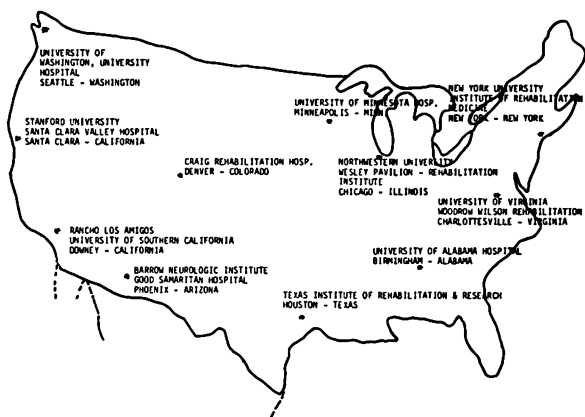 UNIVERSITY OF
WASHINGTON, UNIVERSITY
HOSPITAL
SEATTLE - WASHINGTON
NEW YORK UNIVERSITY
INSTITUTE OF REHABILITATION
MEDICINE
NEW YORK - NEW YORK
UNIVERSITY OF MINNESOTA HOSP.
MINNEAPOLIS - MINN
STANFORD UNIVERSITY
SANTA CLARA VALLEY HOSPITAL
SANTA CLARA - CALIFORNIA
CRAIG REHABILITATION HOSP.
DENVER - COLORADO
NORTHWESTERN UNIVERSITY
WESLEY PAVILION - REHABILITATION
INSTITUTE
CHICAGO - ILLINOIS
UNIVERSITY OF VIRGINIA
WOODROW WILSON REHABILITATION
CHARLOTTESVILLE - VIRGINIA
RANCHO LOS AMIGOS
UNIVERSITY OF SOUTHERN CALIFORNIA
DOWNEY - CALIFORNIA
UNIVERSITY OF ALABAMA HOSPITAL
BIRMINGHAM - ALABAMA
BARROW NEUROLOGIC INSTITUTE
GOOD SAMARITAN HOSPITAL
PHOENIX - ARIZONA
TEXAS INSTITUTE OF REHABILITATION & RESEARCH
HOUSTON - TEXAS